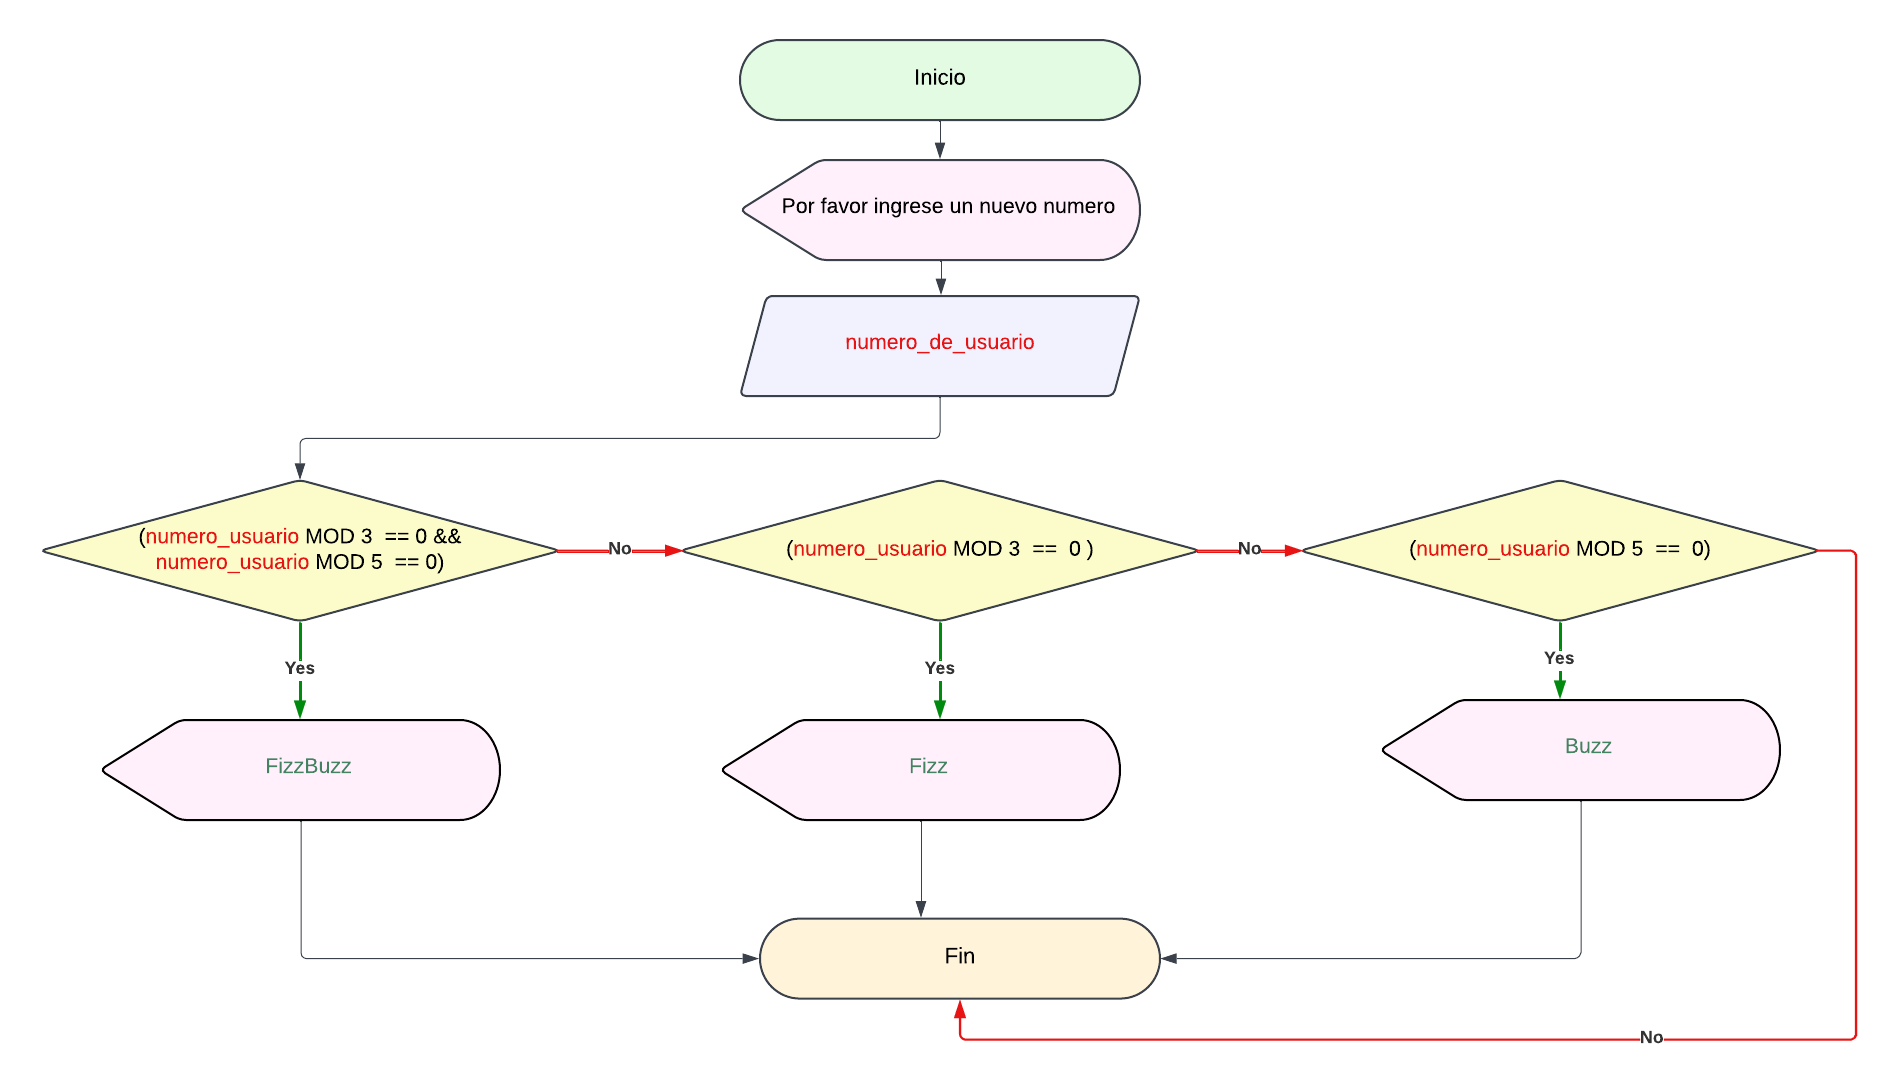 Inicio
Por favor ingrese un nuevo numero
numero_de_usuario
(numero_usuario MOD 3  == 0 &&
numero_usuario MOD 5  == 0)
No
(numero_usuario MOD 3  ==  0 )
No
(numero_usuario MOD 5  ==  0)
Yes
Yes
Yes
FizzBuzz
Fizz
Buzz
Fin
No